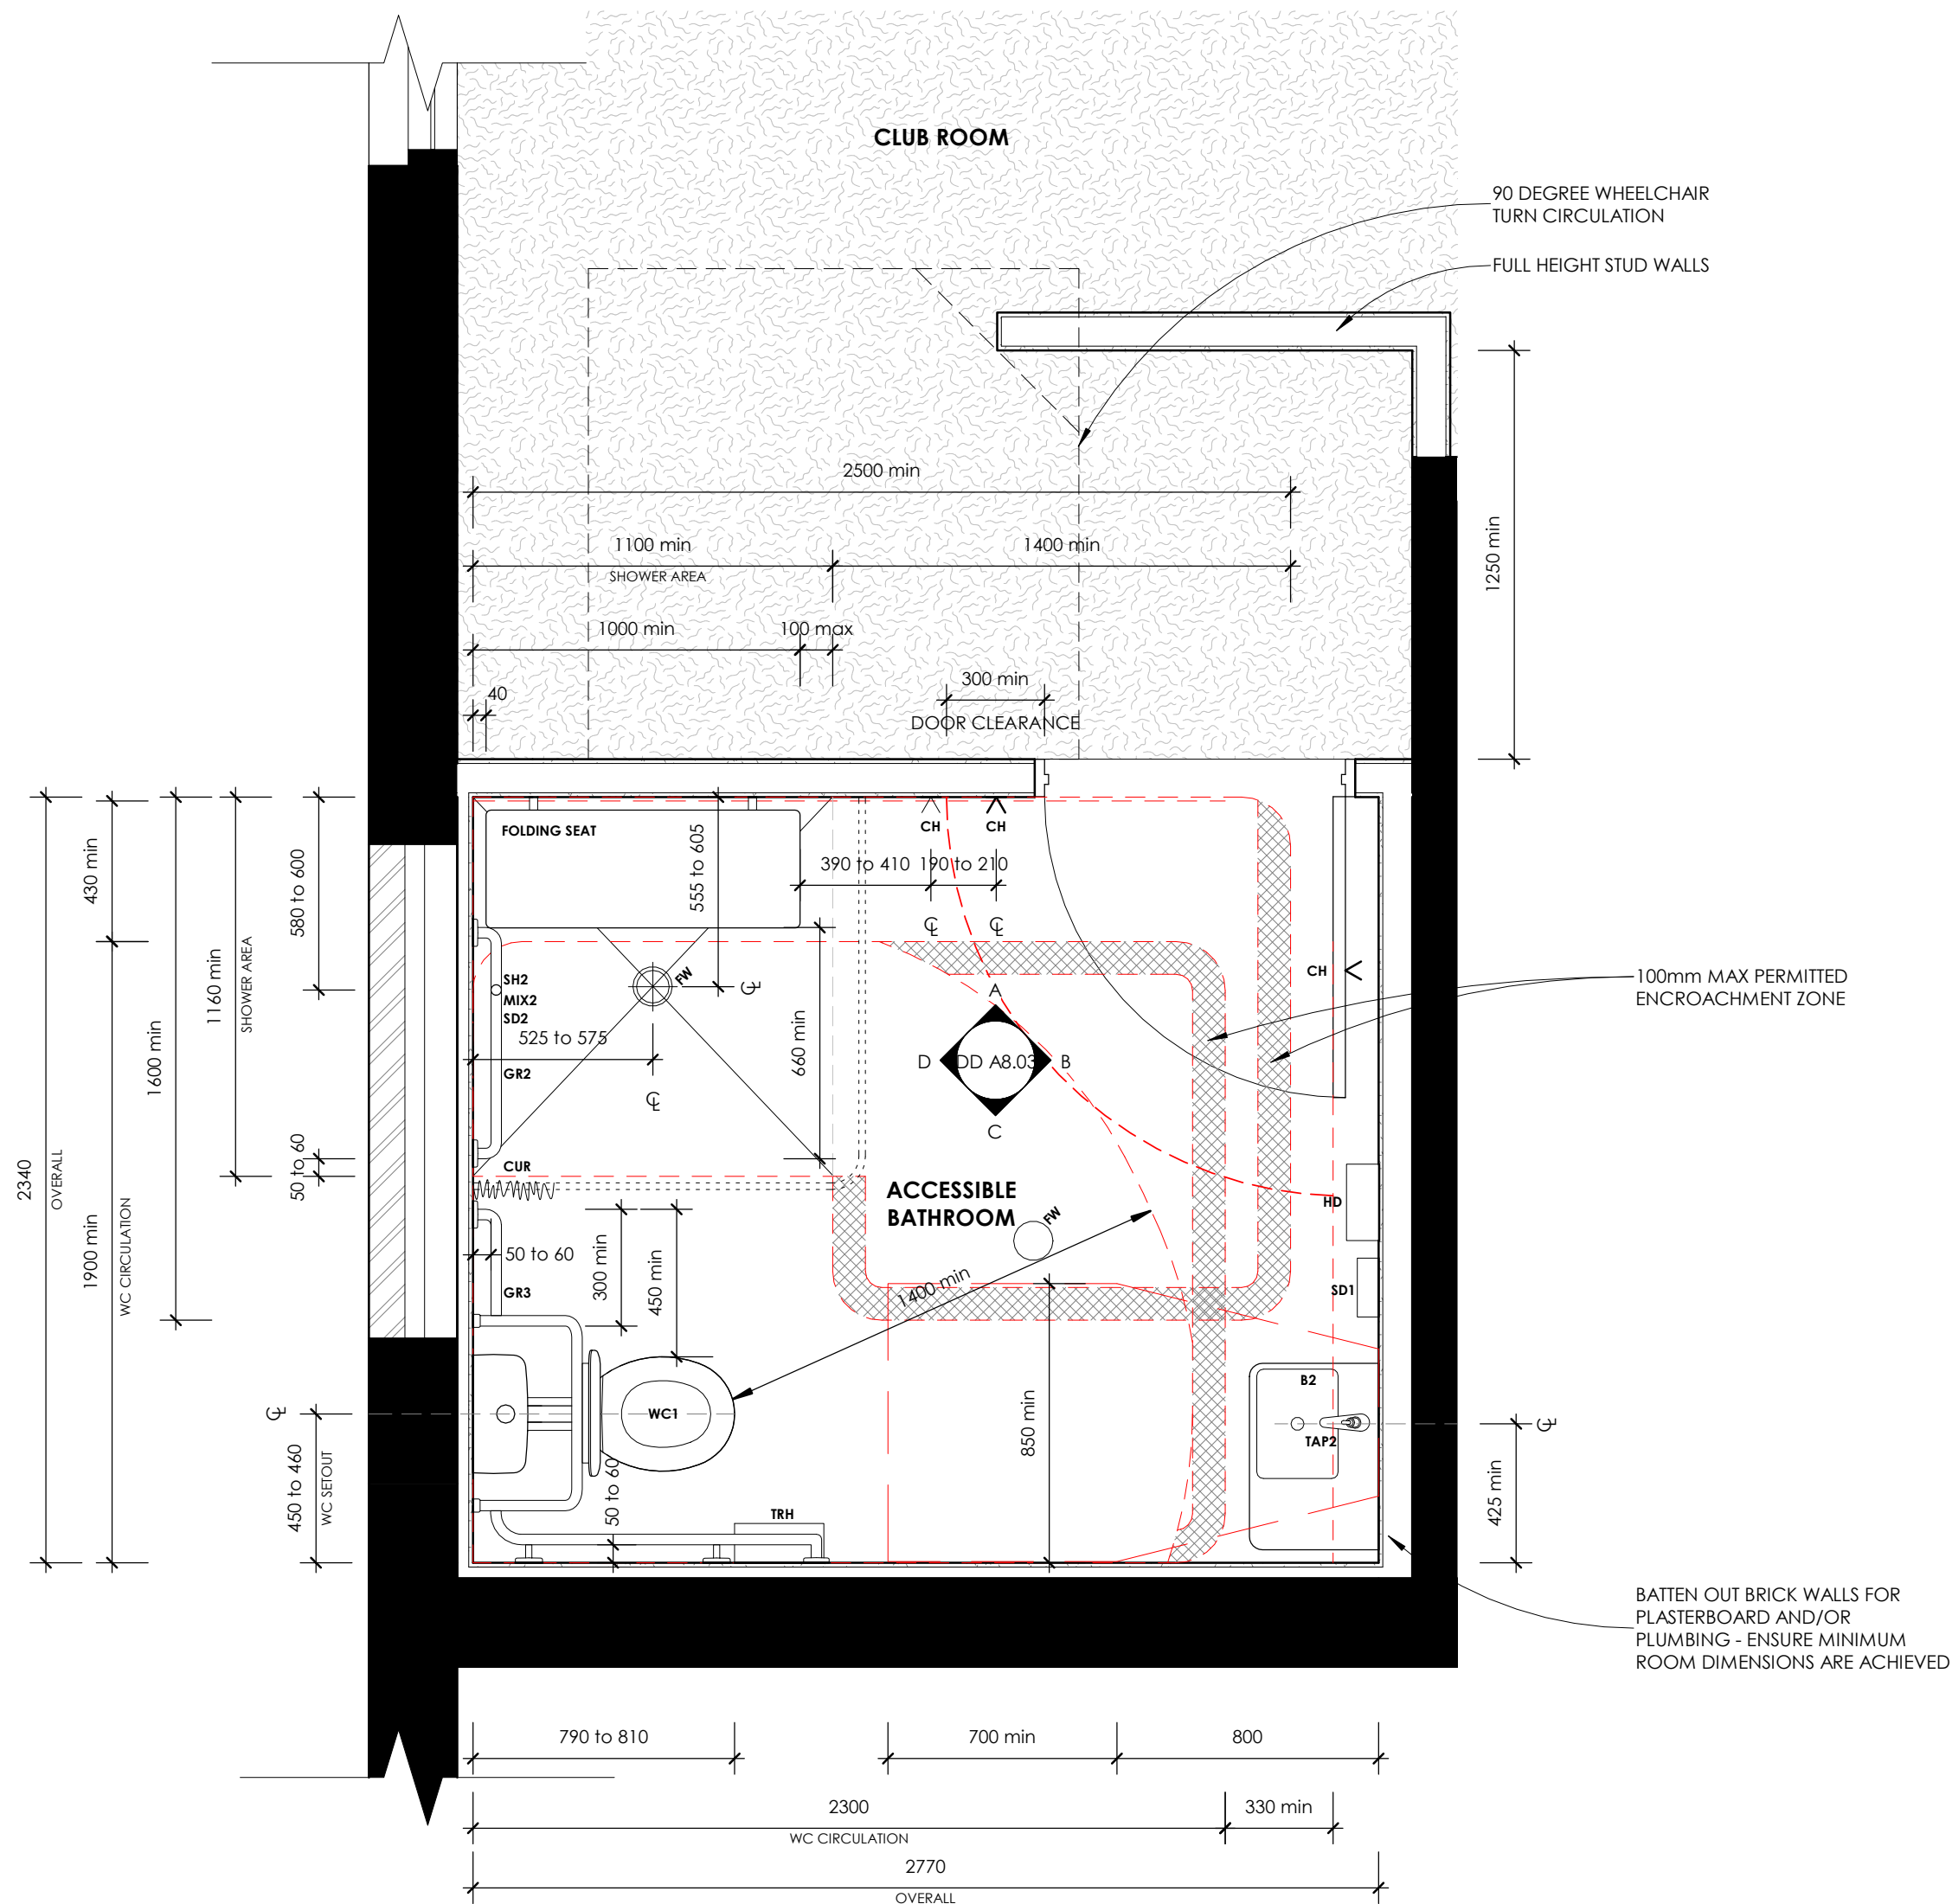 CLUB ROOM
90 DEGREE WHEELCHAIR
TURN CIRCULATION
FULL HEIGHT STUD WALLS
2500 min
1100 min
SHOWER AREA
1400 min
1250 min
1000 min
100 max
40
300 min
DOOR CLEARANCE
FOLDING SEAT
CH
CH
390 to 410
190 to 210
555 to 605
℄
℄
430 min
580 to 600
1160 min
SHOWER AREA
1600 min
2340
OVERALL
1900 min
WC CIRCULATION
50 to 60
SH2
MIX2
SD2
FW
℄
525 to 575
GR2
℄
660 min
CH
100mm MAX PERMITTED
ENCROACHMENT ZONE
A
D
DD A8.03
B
C
CUR
ACCESSIBLE
BATHROOM
FW
HD
50 to 60
300 min
450 min
GR3
1400 min
SD1
WC1
B2
TAP2
850 min
℄
450 to 460
WC SETOUT
50 to 60
TRH
℄
425 min
BATTEN OUT BRICK WALLS FOR
PLASTERBOARD AND/OR
PLUMBING - ENSURE MINIMUM
ROOM DIMENSIONS ARE ACHIEVED
790 to 810
700 min
800
2300
WC CIRCULATION
330 min
2770
OVERALL